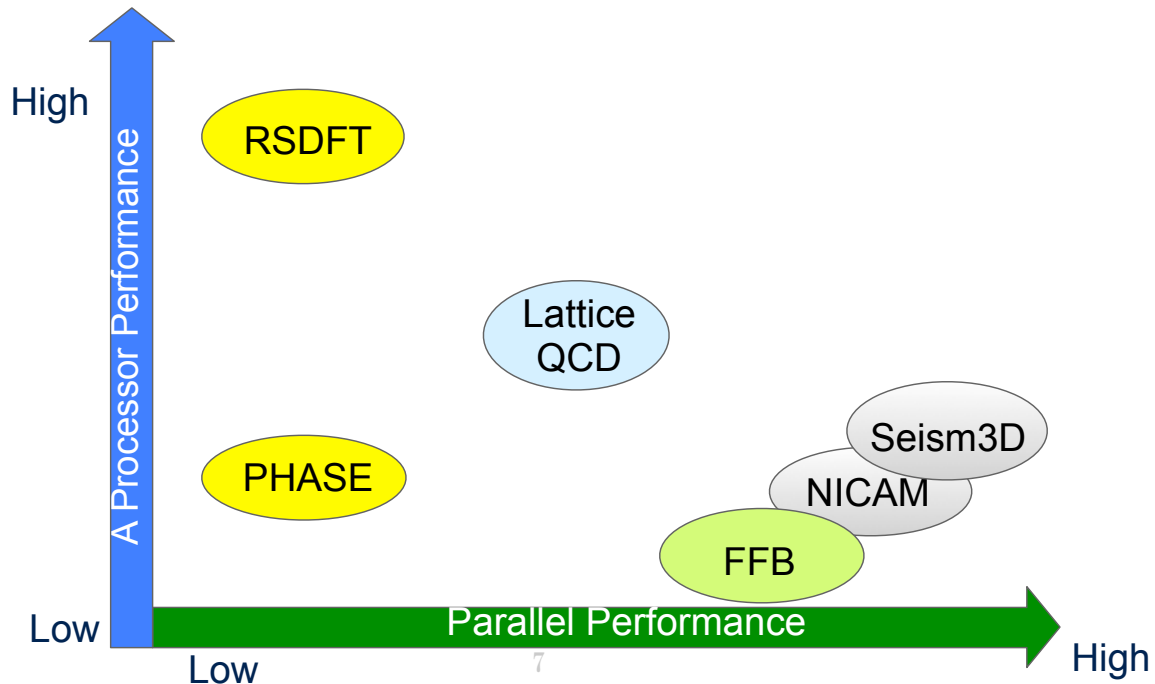 High
RSDFT
A Processor Performance
Lattice
QCD
Seism3D
PHASE
NICAM
FFB
Parallel Performance
Low
Low
7
High